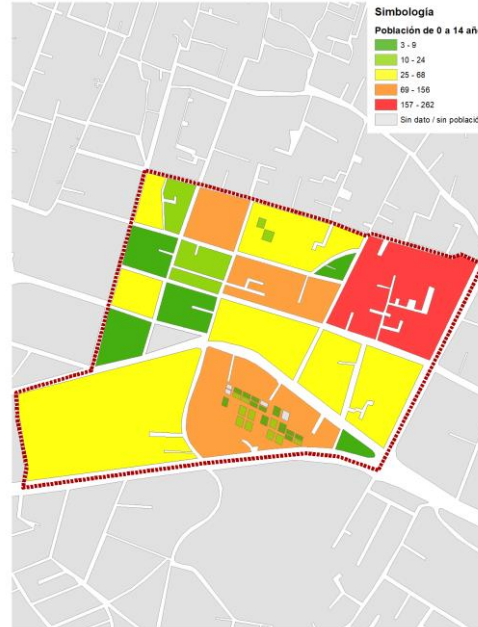 Simbología
Población de 0 a 14 año
3 - 9
10 - 24
25 - 68
69 - 156
157 - 262
Sin dato / sin població